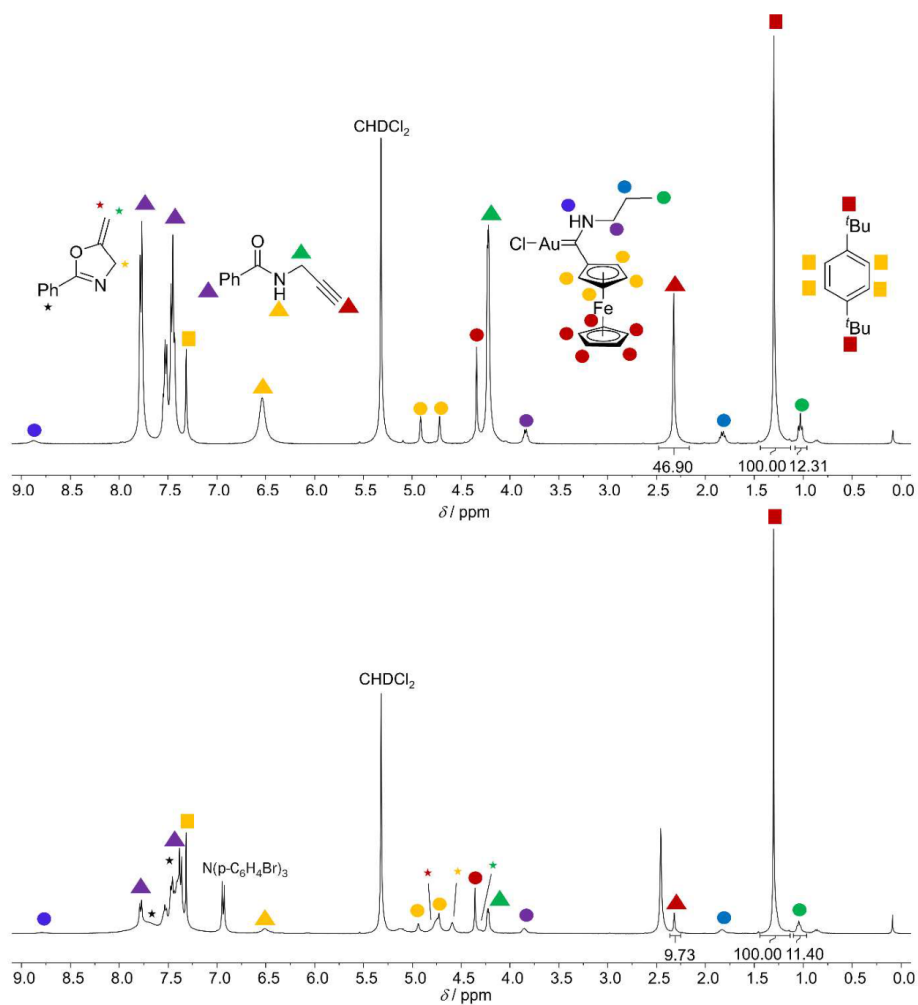 CHDCl₂
O
N
Ph
O
Ph
N
H
HN
Cl
Au
Fe
ᵗBu
ᵗBu
46.90 100.00 12.31
9.0 8.5 8.0 7.5 7.0 6.5 6.0 5.5 5.0 4.5 4.0 3.5 3.0 2.5 2.0 1.5 1.0 0.5 0.0
δ / ppm
CHDCl₂
N(p-C₆H₄Br)₃
9.73 100.00 11.40
9.0 8.5 8.0 7.5 7.0 6.5 6.0 5.5 5.0 4.5 4.0 3.5 3.0 2.5 2.0 1.5 1.0 0.5 0.0
δ / ppm